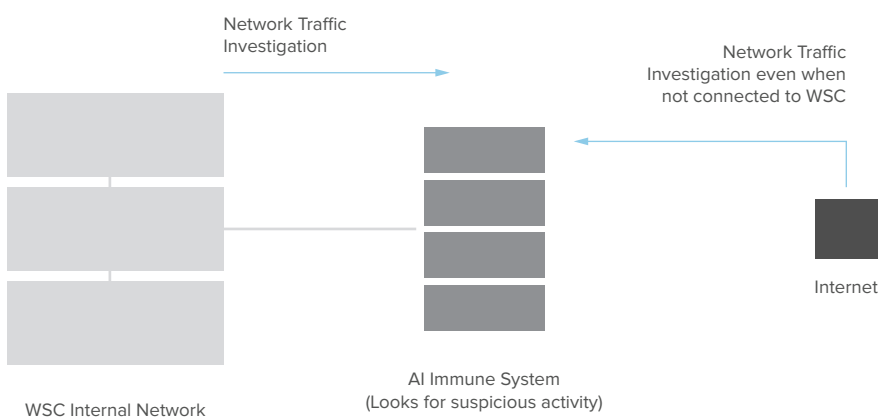 Network Traffic
Investigation
Network Traffic
Investigation even when
not connected to WSC
Internet
AI Immune System
(Looks for suspicious activity)
WSC Internal Network